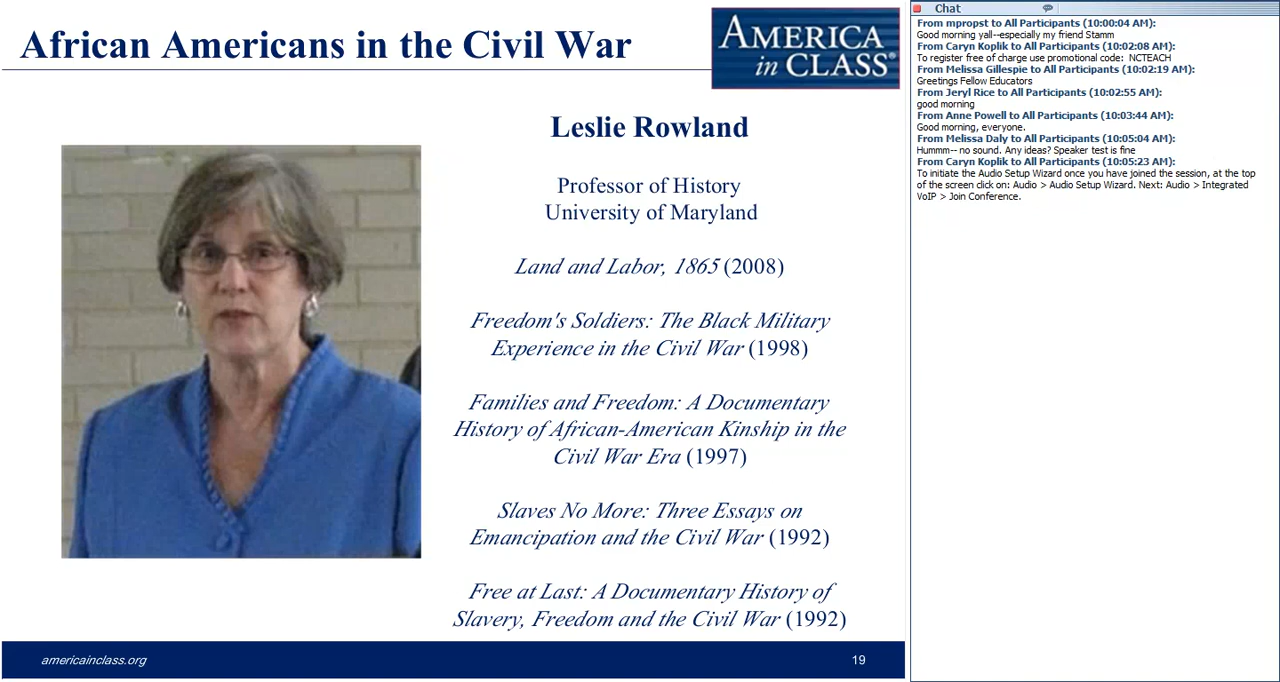 African Americans in the Civil War
AMERICA
in CLASS®
Leslie Rowland
Professor of History
University of Maryland
Land and Labor, 1865 (2008)
Freedom's Soldiers: The Black Military
Experience in the Civil War (1998)
Families and Freedom: A Documentary
History of African-American Kinship in the
Civil War Era (1997)
Slaves No More: Three Essays on
Emancipation and the Civil War (1992)
Free at Last: A Documentary History of
Slavery, Freedom and the Civil War (1992)
americainclass.org
19
Chat
From mpropst to All Participants (10:00:04 AM):
Good morning yall--especially my friend Stamm
From Caryn Koplik to All Participants (10:02:08 AM):
To register free of charge use promotional code:  NCTEACH
From Melissa Gillespie to All Participants (10:02:19 AM):
Greetings Fellow Educators
From Jeryl Rice to All Participants (10:02:55 AM):
good morning
From Anne Powell to All Participants (10:03:44 AM):
Good morning, everyone.
From Melissa Daly to All Participants (10:05:04 AM):
Hummm-- no sound. Any ideas? Speaker test is fine
From Caryn Koplik to All Participants (10:05:23 AM):
To initiate the Audio Setup Wizard once you have joined the session, at the top
of the screen click on: Audio > Audio Setup Wizard. Next: Audio > Integrated
VoIP > Join Conference.